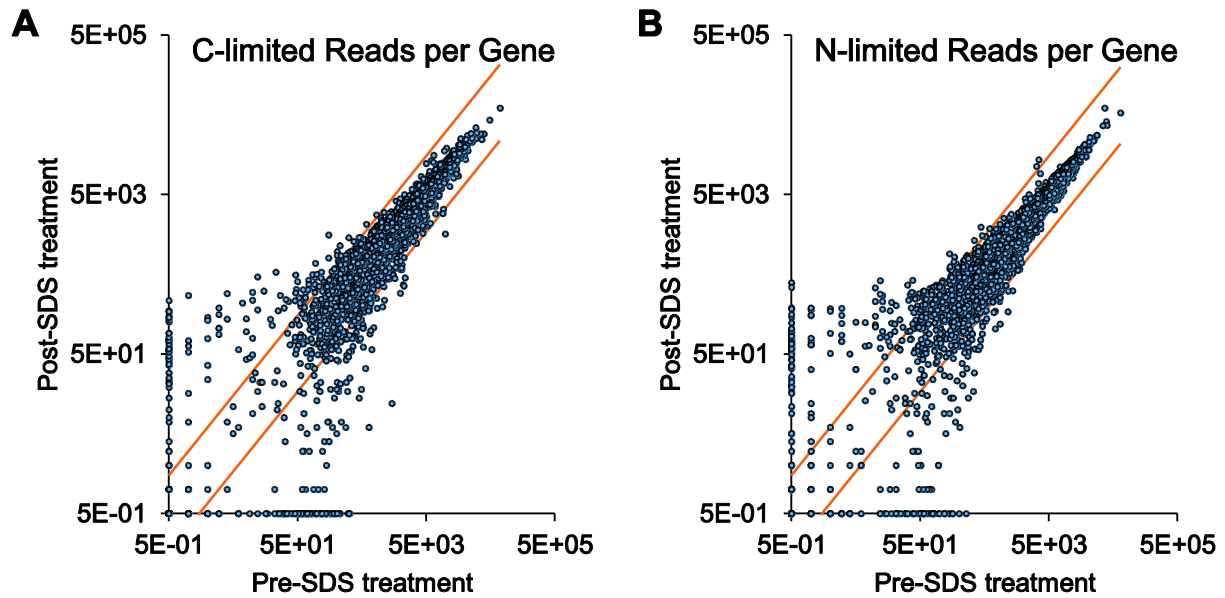 A
C-limited Reads per Gene
5E+05
5E+03
5E+01
5E-01
Post-SDS treatment
5E-01 5E+01 5E+03 5E+05
Pre-SDS treatment
B
N-limited Reads per Gene
5E+05
5E+03
5E+01
5E-01
Post-SDS treatment
5E-01 5E+01 5E+03 5E+05
Pre-SDS treatment